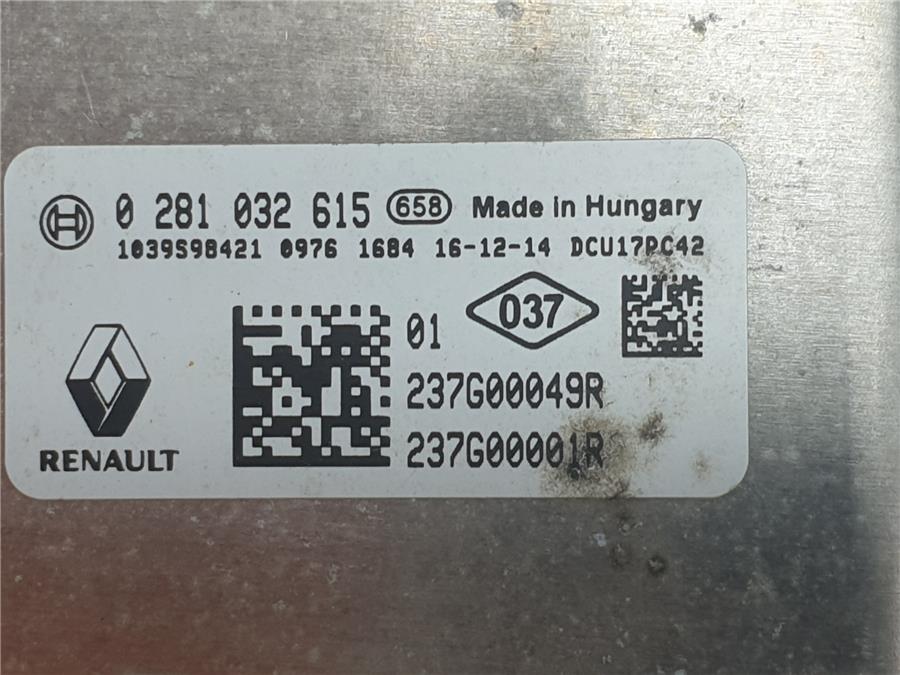 0 281 032 615 658 Made in Hungary
1039S98421 0976 1684 16-12-14 DCU17PC42
01 037
237G00049R
237G00001R
RENAULT